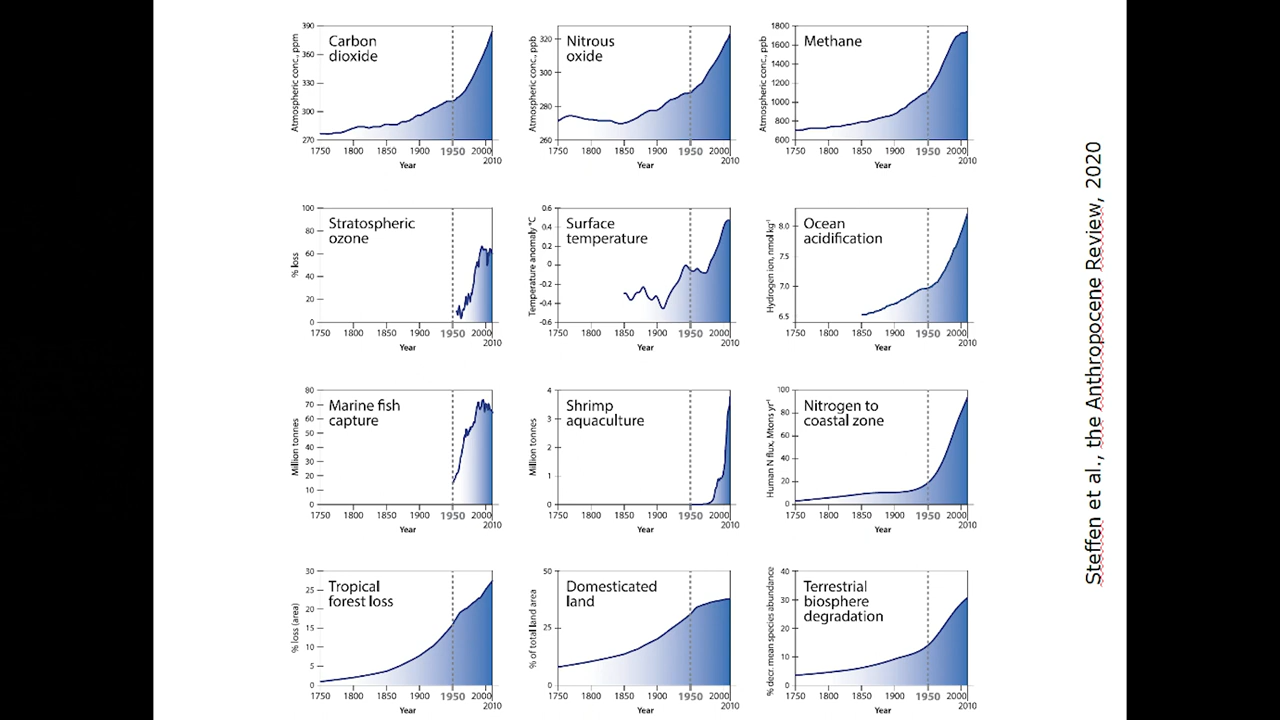 390
360
330
300
270
Atmospheric conc., ppm
Carbon
dioxide
1750 1800 1850 1900 1950 2000
2010
Year
320
300
280
260
Atmospheric conc., ppb
Nitrous
oxide
1750 1800 1850 1900 1950 2000
2010
Year
1800
1600
1400
1200
1000
800
600
Atmospheric conc., ppb
Methane
1750 1800 1850 1900 1950 2000
2010
Year
100
80
60
40
20
0
% loss
Stratospheric
ozone
1750 1800 1850 1900 1950 2000
2010
Year
0.6
0.4
0.2
0
-0.2
-0.4
-0.6
Temperature anomaly °C
Surface
temperature
1750 1800 1850 1900 1950 2000
2010
Year
8.0
7.5
7.0
6.5
Hydrogen ion, nmol kg⁻¹
Ocean
acidification
1750 1800 1850 1900 1950 2000
2010
Year
80
70
60
50
40
30
20
10
0
Million tonnes
Marine fish
capture
1750 1800 1850 1900 1950 2000
2010
Year
4
3
2
1
0
Million tonnes
Shrimp
aquaculture
1750 1800 1850 1900 1950 2000
2010
Year
100
80
60
40
20
0
Human N flux, Mtons yr⁻¹
Nitrogen to
coastal zone
1750 1800 1850 1900 1950 2000
2010
Year
30
25
20
15
10
5
0
% loss (area)
Tropical
forest loss
1750 1800 1850 1900 1950 2000
2010
Year
50
25
0
% of total land area
Domesticated
land
1750 1800 1850 1900 1950 2000
2010
Year
40
30
20
10
0
% decr. mean species abundance
Terrestrial
biosphere
degradation
1750 1800 1850 1900 1950 2000
2010
Year
Steffen et al., the Anthropocene Review, 2020